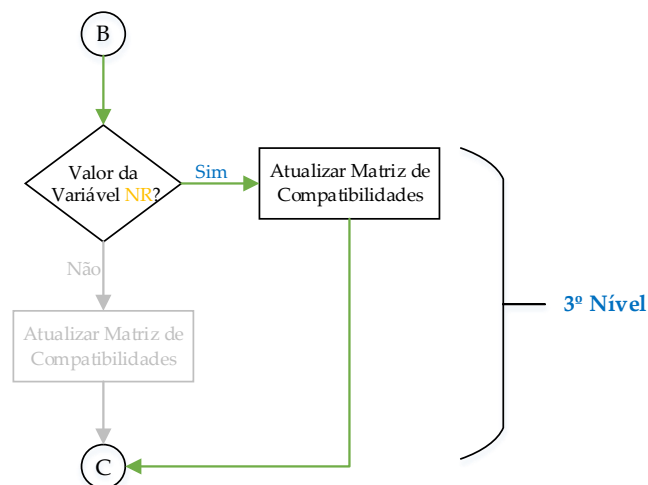 B
Valor da
Variável NR?
Sim
Atualizar Matriz de
Compatibilidades
Não
Atualizar Matriz de
Compatibilidades
3º Nível
C